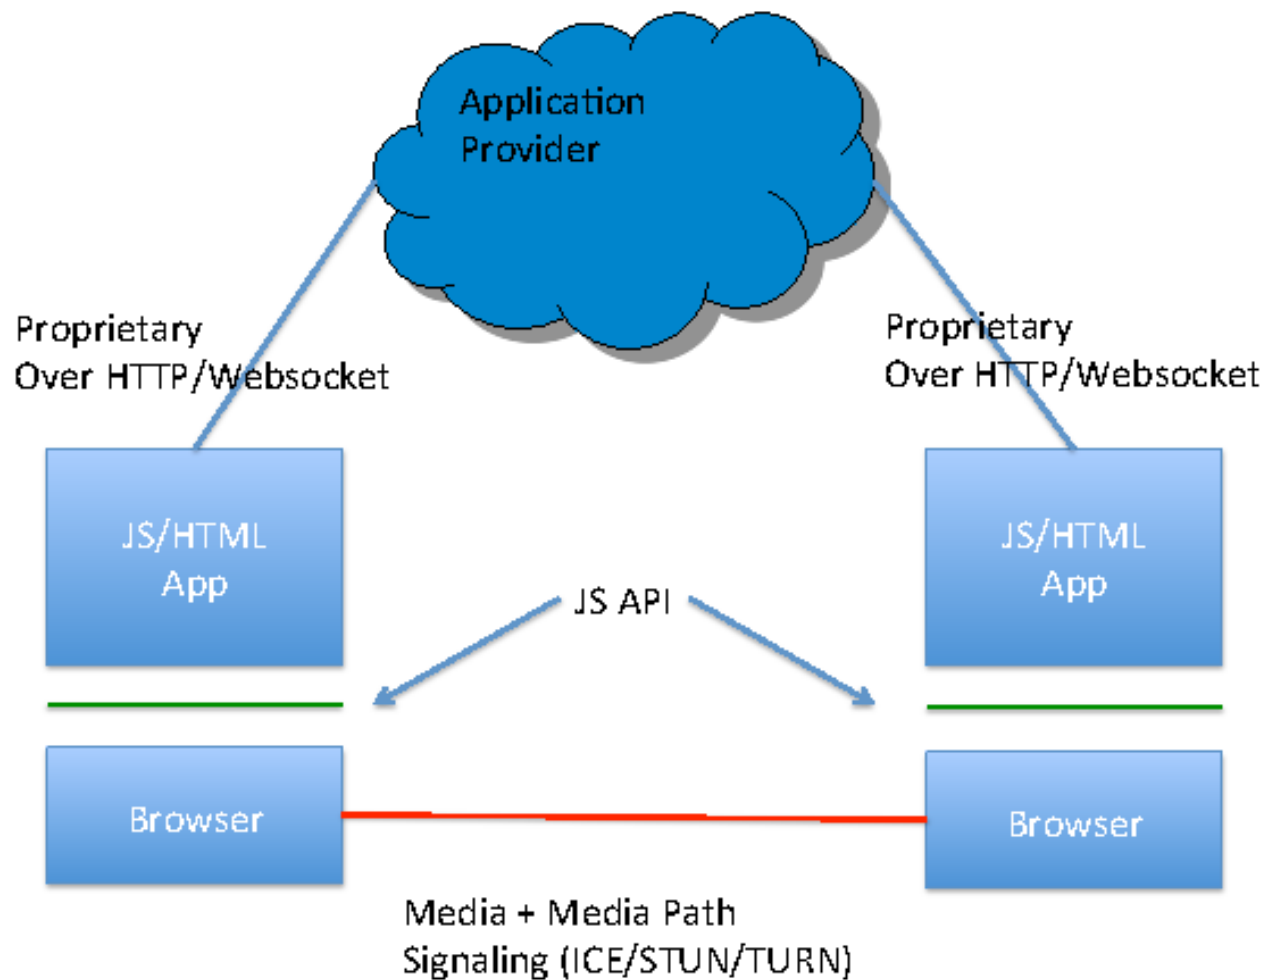 Application
Provider
Proprietary
Over HTTP/Websocket
Proprietary
Over HTTP/Websocket
JS/HTML
App
JS/HTML
App
JS API
Browser
Browser
Media + Media Path
Signaling (ICE/STUN/TURN)